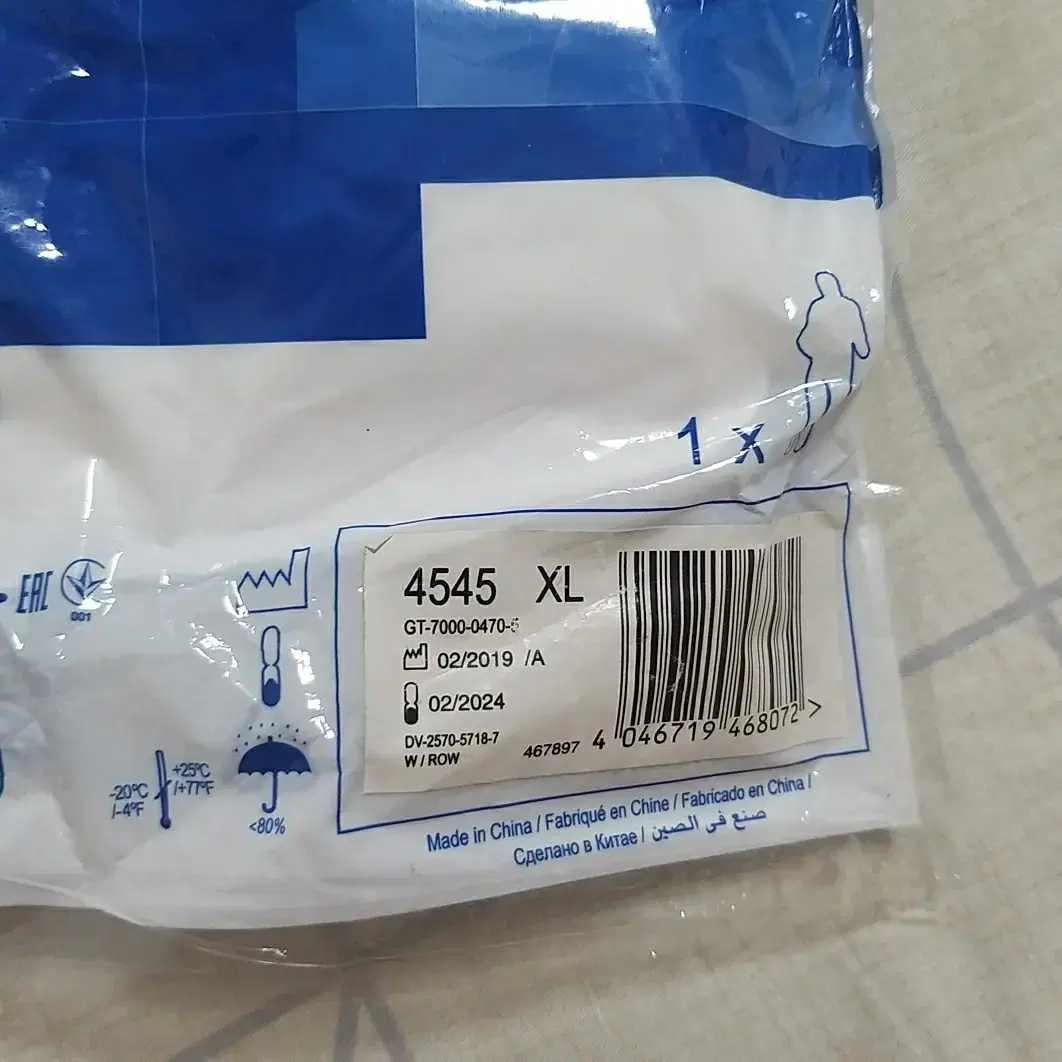 1 x
EAC
001
4545 XL
GT-7000-0470-5
02/2019 /A
02/2024
DV-2570-5718-7
W / ROW
467897
4 046719 468072 >
-20°C
/-4°F
+25°C
/+77°F
<80%
Made in China / Fabriqué en Chine / Fabricado en China /
Сделано в Китае / صنع في الصين